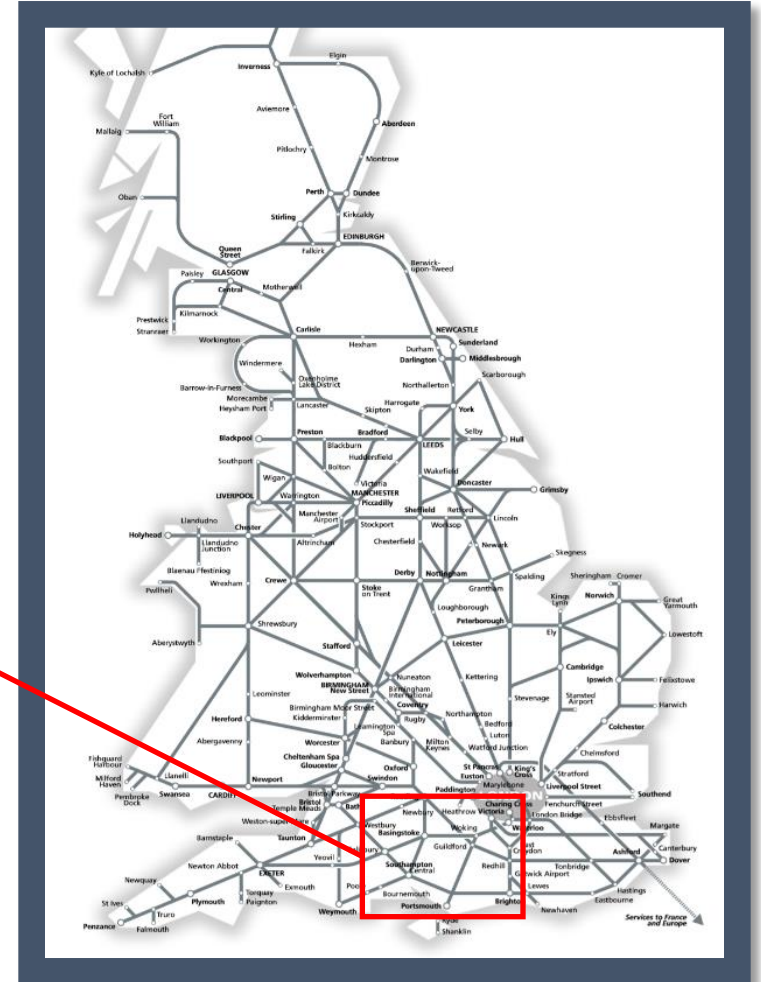 Elgin
Inverness
Kyle of Lochalsh
Aviemore
Fort
William
Aberdeen
Mallaig
Pitlochry
Montrose
Perth
Dundee
Oban
Stirling
Kirkcaldy
EDINBURGH
Queen
Street
Falkirk
Berwick-
upon-Tweed
Paisley
GLASGOW
Central
Motherwell
Prestwick
Kilmarnock
Stranraer
Carlisle
NEWCASTLE
Workington
Hexham
Sunderland
Durham
Darlington
Middlesbrough
Windermere
Scarborough
Oxenholme
Lake District
Barrow-in-Furness
Northallerton
Morecambe
Lancaster
Harrogate
Heysham Port
Skipton
York
Blackpool
Preston
Bradford
Selby
Blackburn
LEEDS
Hull
Huddersfield
Southport
Bolton
Wakefield
Wigan
Victoria
Doncaster
MANCHESTER
LIVERPOOL
Warrington
Piccadilly
Grimsby
Manchester
Airport
Sheffield
Retford
Llandudno
Stockport
Worksop
Lincoln
Holyhead
Chester
Llandudno
Junction
Altrincham
Chesterfield
Newark
Skegness
Blaenau Ffestiniog
Derby
Nottingham
Wrexham
Crewe
Stoke
on Trent
Spalding
Sheringham
Cromer
Pwllheli
Grantham
Kings
Lynn
Norwich
Great
Yarmouth
Loughborough
Peterborough
Shrewsbury
Ely
Lowestoft
Aberystwyth
Stafford
Leicester
Cambridge
Wolverhampton
Nuneaton
Kettering
BIRMINGHAM
New Street
Birmingham
International
Ipswich
Felixstowe
Leominster
Stevenage
Stansted
Airport
Birmingham Moor Street
Coventry
Harwich
Hereford
Kidderminster
Rugby
Northampton
Leamington
Spa
Bedford
Colchester
Abergavenny
Worcester
Banbury
Milton
Keynes
Luton
Watford Junction
Chelmsford
Cheltenham Spa
Fishguard
Harbour
Gloucester
Oxford
St Pancras
King's
Cross
Llanelli
Euston
Stratford
Milford
Haven
Newport
Swindon
Marylebone
Liverpool Street
Pembroke
Dock
Swansea
CARDIFF
Bristol Parkway
Paddington
Southend
Bristol
Temple Meads
Bath
Newbury
Heathrow
Charing Cross
Fenchurch Street
Victoria
London Bridge
Ebbsfleet
Weston-super-Mare
Westbury
Woking
Waterloo
Margate
Barnstaple
Basingstoke
Taunton
Guildford
East
Croydon
Canterbury
Yeovil
Ashford
Newton Abbot
Southampton
Central
Redhill
Tonbridge
Dover
EXETER
Gatwick Airport
Newquay
Exmouth
Lewes
Hastings
Plymouth
Torquay
Bournemouth
Eastbourne
St Ives
Paignton
Portsmouth
Brighton
Newhaven
Truro
Weymouth
Penzance
Falmouth
Ryde
Services to France
and Europe
Shanklin